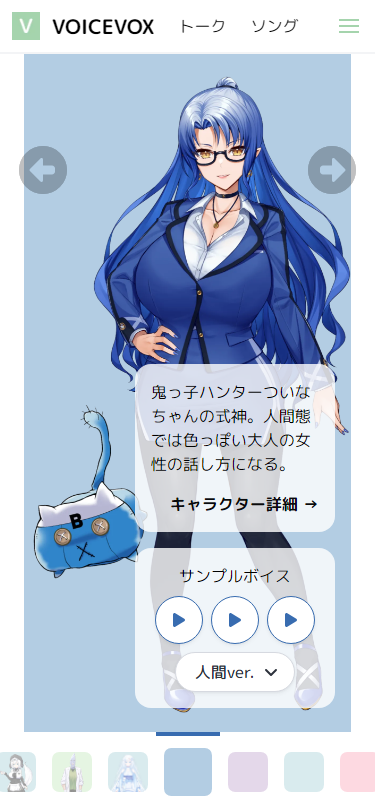 V VOICEVOX トーク ソング
鬼っ子ハンターついな
ちゃんの式神。人間態
では色っぽい大人の女
性の話し方になる。
キャラクター詳細 →
B
サンプルボイス
人間ver.